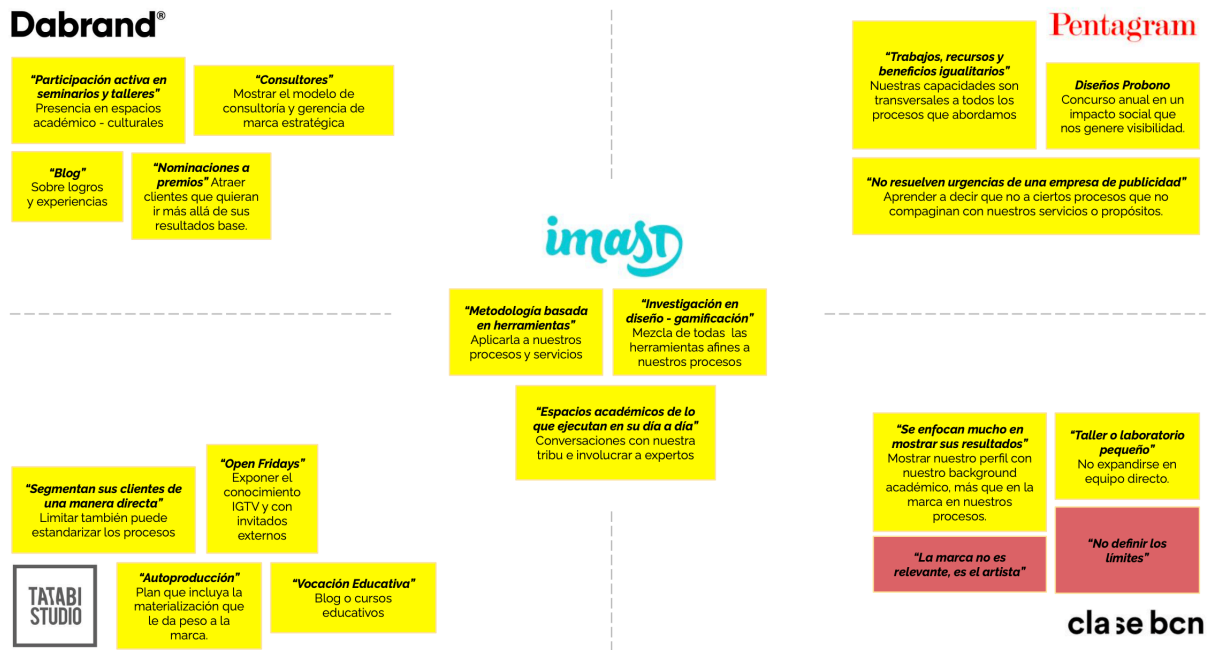 Dabrand®
“Participación activa en
seminarios y talleres”
Presencia en espacios
académico - culturales
“Consultores”
Mostrar el modelo de
consultoría y gerencia de
marca estratégica
“Blog”
Sobre logros
y experiencias
“Nominaciones a
premios” Atraer
clientes que quieran
ir más allá de sus
resultados base.
Pentagram
“Trabajos, recursos y
beneficios igualitarios”
Nuestras capacidades son
transversales a todos los
procesos que abordamos
Diseños Probono
Concurso anual en un
impacto social que
nos genere visibilidad.
“No resuelven urgencias de una empresa de publicidad”
Aprender a decir que no a ciertos procesos que no
compaginan con nuestros servicios o propósitos.
imasD
“Metodología basada
en herramientas”
Aplicarla a nuestros
procesos y servicios
“Investigación en
diseño - gamificación”
Mezcla de todas las
herramientas afines a
nuestros procesos
“Espacios académicos de lo
que ejecutan en su día a día”
Conversaciones con nuestra
tribu e involucrar a expertos
“Segmentan sus clientes de
una manera directa”
Limitar también puede
estandarizar los procesos
“Open Fridays”
Exponer el
conocimiento
IGTV y con
invitados
externos
TATABI
STUDIO
“Autoproducción”
Plan que incluya la
materialización que
le da peso a la
marca.
“Vocación Educativa”
Blog o cursos
educativos
“Se enfocan mucho en
mostrar sus resultados”
Mostrar nuestro perfil con
nuestro background
académico, más que en la
marca en nuestros
procesos.
“Taller o laboratorio
pequeño”
No expandirse en
equipo directo.
“La marca no es
relevante, es el artista”
“No definir los
límites”
clase bcn